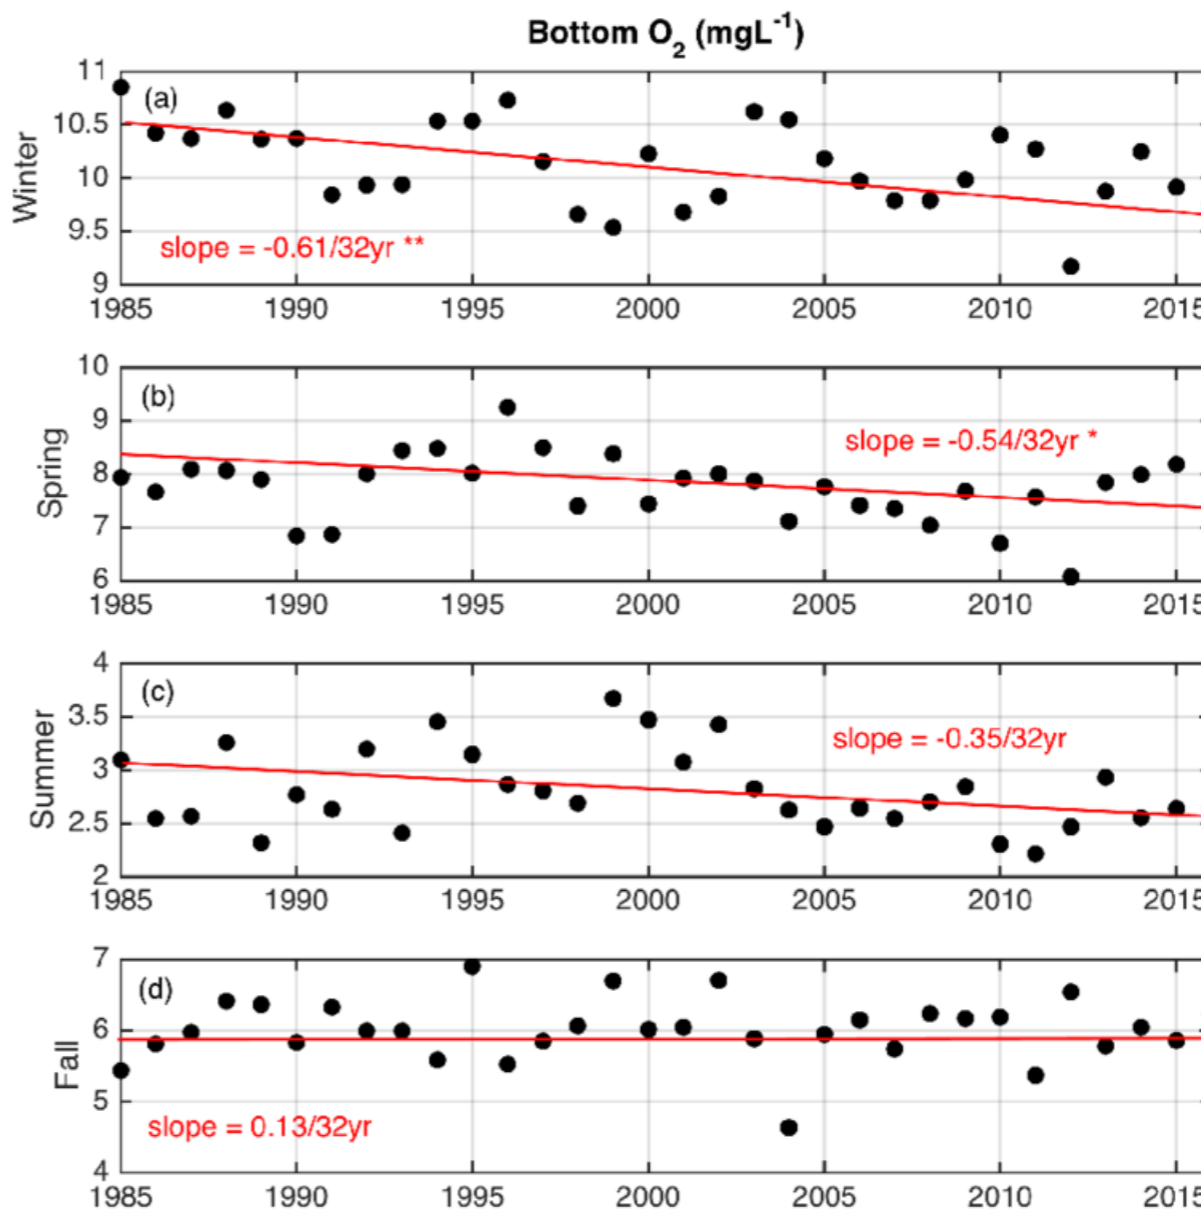 Bottom O₂ (mgL⁻¹)
Winter
(a)
11
10.5
10
9.5
9
slope = -0.61/32yr **
1985 1990 1995 2000 2005 2010 2015
Spring
(b)
10
9
8
7
6
slope = -0.54/32yr *
1985 1990 1995 2000 2005 2010 2015
Summer
(c)
4
3.5
3
2.5
2
slope = -0.35/32yr
1985 1990 1995 2000 2005 2010 2015
Fall
(d)
7
6
5
4
slope = 0.13/32yr
1985 1990 1995 2000 2005 2010 2015